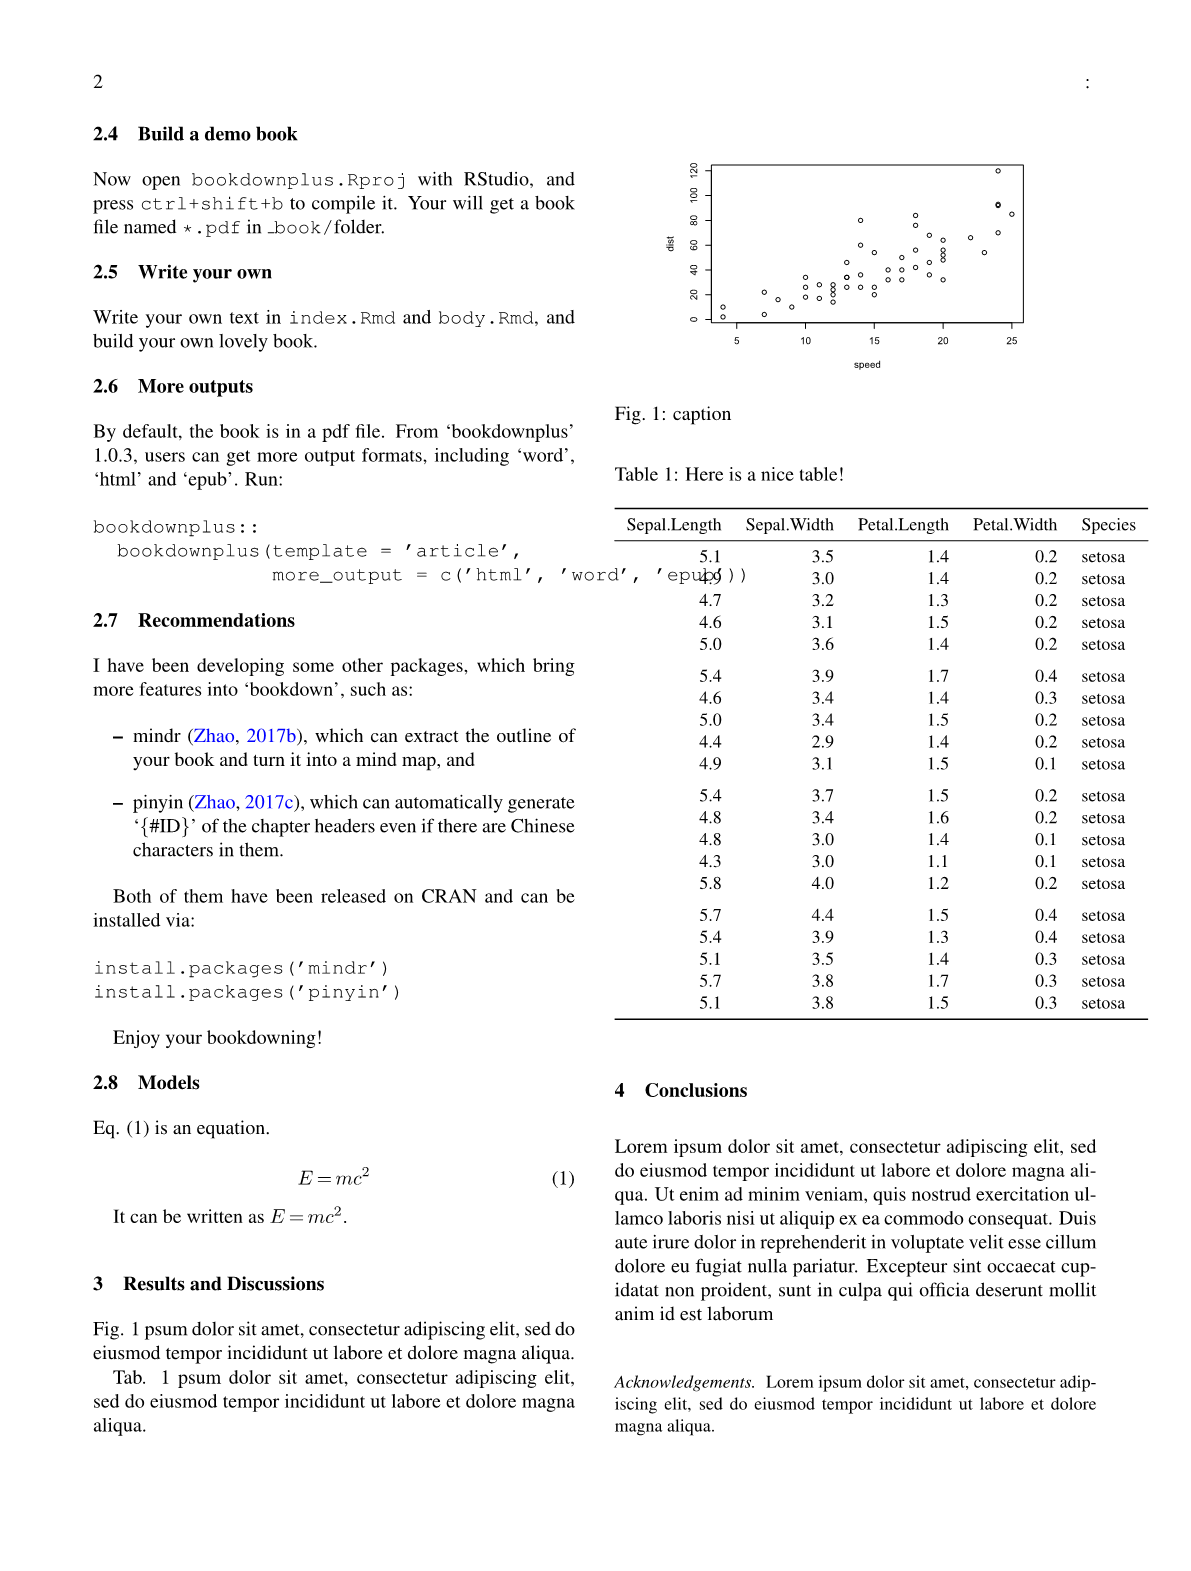 2
:
2.4 Build a demo book
Now open bookdownplus.Rproj with RStudio, and
press ctrl+shift+b to compile it. Your will get a book
file named *.pdf in _book/folder.
2.5 Write your own
Write your own text in index.Rmd and body.Rmd, and
build your own lovely book.
2.6 More outputs
By default, the book is in a pdf file. From ‘bookdownplus’
1.0.3, users can get more output formats, including ‘word’,
‘html’ and ‘epub’. Run:
bookdownplus::
bookdownplus(template = ’article’,
more_output = c(’html’, ’word’, ’epub’))
2.7 Recommendations
I have been developing some other packages, which bring
more features into ‘bookdown’, such as:
– mindr (Zhao, 2017b), which can extract the outline of
your book and turn it into a mind map, and
– pinyin (Zhao, 2017c), which can automatically generate
‘{#ID}’ of the chapter headers even if there are Chinese
characters in them.
Both of them have been released on CRAN and can be
installed via:
install.packages(’mindr’)
install.packages(’pinyin’)
Enjoy your bookdowning!
2.8 Models
Eq. (1) is an equation.
E = mc² (1)
It can be written as E = mc².
3 Results and Discussions
Fig. 1 psum dolor sit amet, consectetur adipiscing elit, sed do
eiusmod tempor incididunt ut labore et dolore magna aliqua.
Tab. 1 psum dolor sit amet, consectetur adipiscing elit,
sed do eiusmod tempor incididunt ut labore et dolore magna
aliqua.
120
100
80
60
40
20
0
dist
5 10 15 20 25
speed
Fig. 1: caption
Table 1: Here is a nice table!
Sepal.Length Sepal.Width Petal.Length Petal.Width Species
5.1 3.5 1.4 0.2 setosa
4.9 3.0 1.4 0.2 setosa
4.7 3.2 1.3 0.2 setosa
4.6 3.1 1.5 0.2 setosa
5.0 3.6 1.4 0.2 setosa
5.4 3.9 1.7 0.4 setosa
4.6 3.4 1.4 0.3 setosa
5.0 3.4 1.5 0.2 setosa
4.4 2.9 1.4 0.2 setosa
4.9 3.1 1.5 0.1 setosa
5.4 3.7 1.5 0.2 setosa
4.8 3.4 1.6 0.2 setosa
4.8 3.0 1.4 0.1 setosa
4.3 3.0 1.1 0.1 setosa
5.8 4.0 1.2 0.2 setosa
5.7 4.4 1.5 0.4 setosa
5.4 3.9 1.3 0.4 setosa
5.1 3.5 1.4 0.3 setosa
5.7 3.8 1.7 0.3 setosa
5.1 3.8 1.5 0.3 setosa
4 Conclusions
Lorem ipsum dolor sit amet, consectetur adipiscing elit, sed
do eiusmod tempor incididunt ut labore et dolore magna ali-
qua. Ut enim ad minim veniam, quis nostrud exercitation ul-
lamco laboris nisi ut aliquip ex ea commodo consequat. Duis
aute irure dolor in reprehenderit in voluptate velit esse cillum
dolore eu fugiat nulla pariatur. Excepteur sint occaecat cup-
idatat non proident, sunt in culpa qui officia deserunt mollit
anim id est laborum
Acknowledgements. Lorem ipsum dolor sit amet, consectetur adip-
iscing elit, sed do eiusmod tempor incididunt ut labore et dolore
magna aliqua.